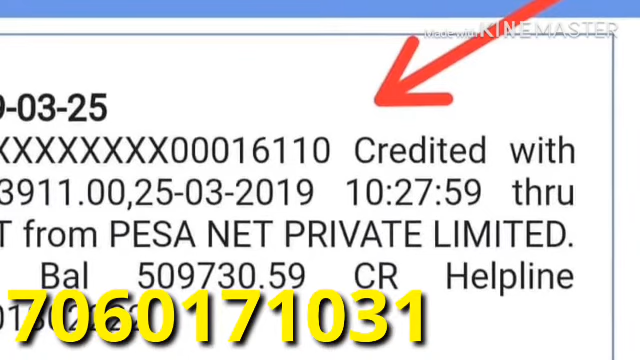 Made with KINEMASTER
9-03-25
XXXXXXXXX00016110 Credited with
3911.00,25-03-2019 10:27:59 thru
T from PESA NET PRIVATE LIMITED.
Bal 509730.59 CR Helpline
7060171031